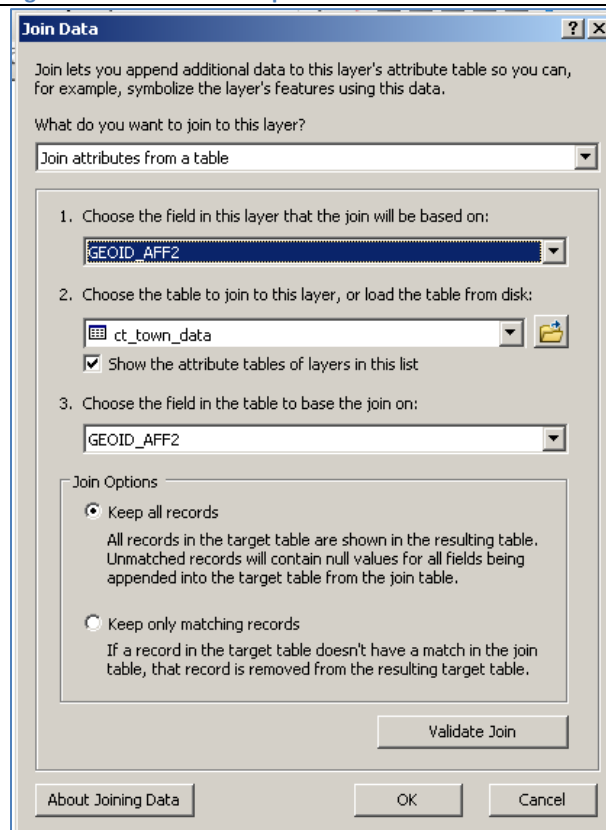 Join Data
Join lets you append additional data to this layer's attribute table so you can,
for example, symbolize the layer's features using this data.
What do you want to join to this layer?
Join attributes from a table
1. Choose the field in this layer that the join will be based on:
GEOID_AFF2
2. Choose the table to join to this layer, or load the table from disk:
ct_town_data
Show the attribute tables of layers in this list
3. Choose the field in the table to base the join on:
GEOID_AFF2
Join Options
Keep all records
All records in the target table are shown in the resulting table.
Unmatched records will contain null values for all fields being
appended into the target table from the join table.
Keep only matching records
If a record in the target table doesn't have a match in the join
table, that record is removed from the resulting target table.
Validate Join
About Joining Data
OK
Cancel